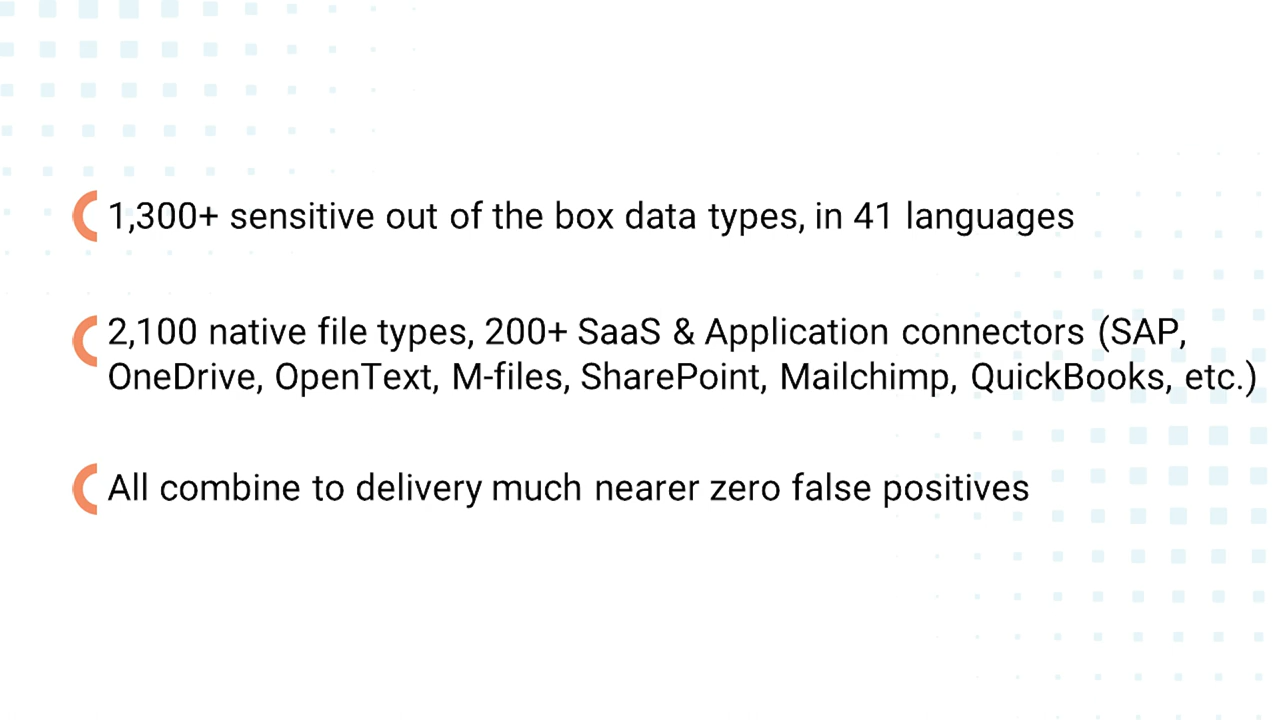 1,300+ sensitive out of the box data types, in 41 languages
2,100 native file types, 200+ SaaS & Application connectors (SAP,
OneDrive, OpenText, M-files, SharePoint, Mailchimp, QuickBooks, etc.)
All combine to delivery much nearer zero false positives